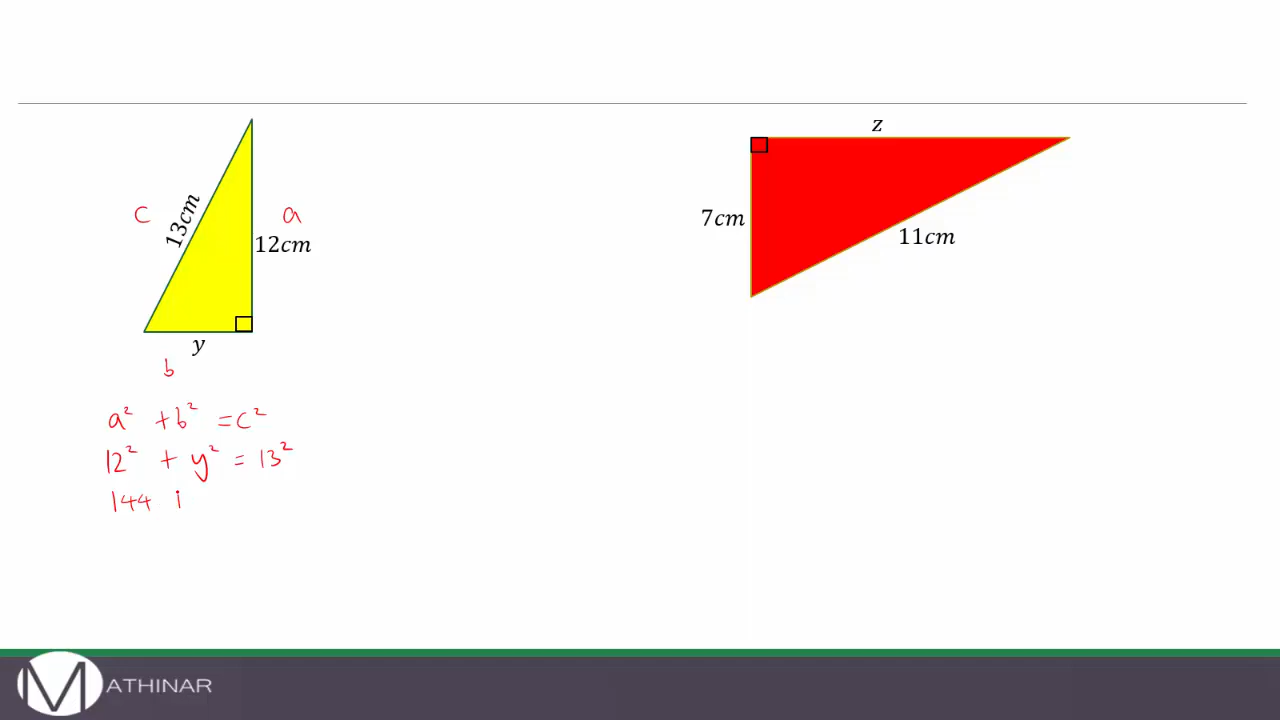 c
13cm
a
12cm
y
b
a² + b² = c²
12² + y² = 13²
144
z
7cm
11cm
MATHINAR